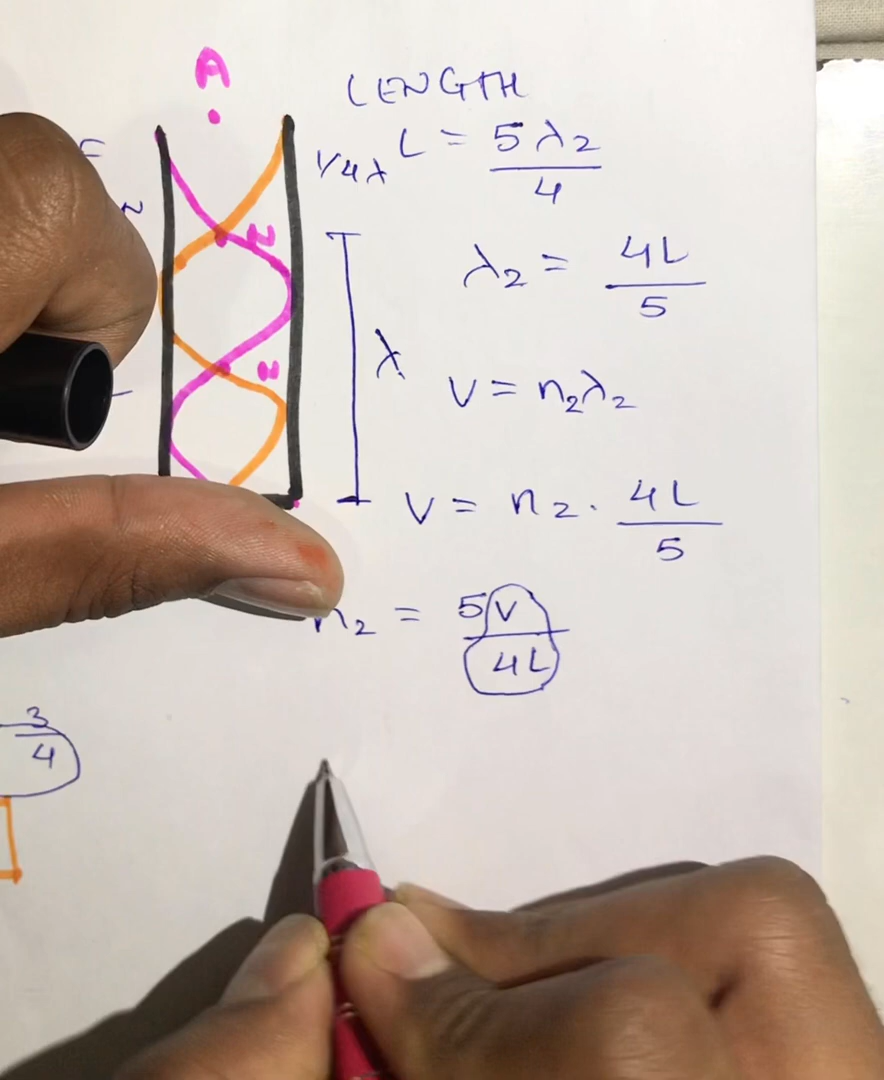 A
LENGTH
1/4λ L = 5λ2/4
N
λ2 = 4L/5
λ
N
V = n2λ2
V = n2 . 4L/5
n2 = 5V/4L
3/4